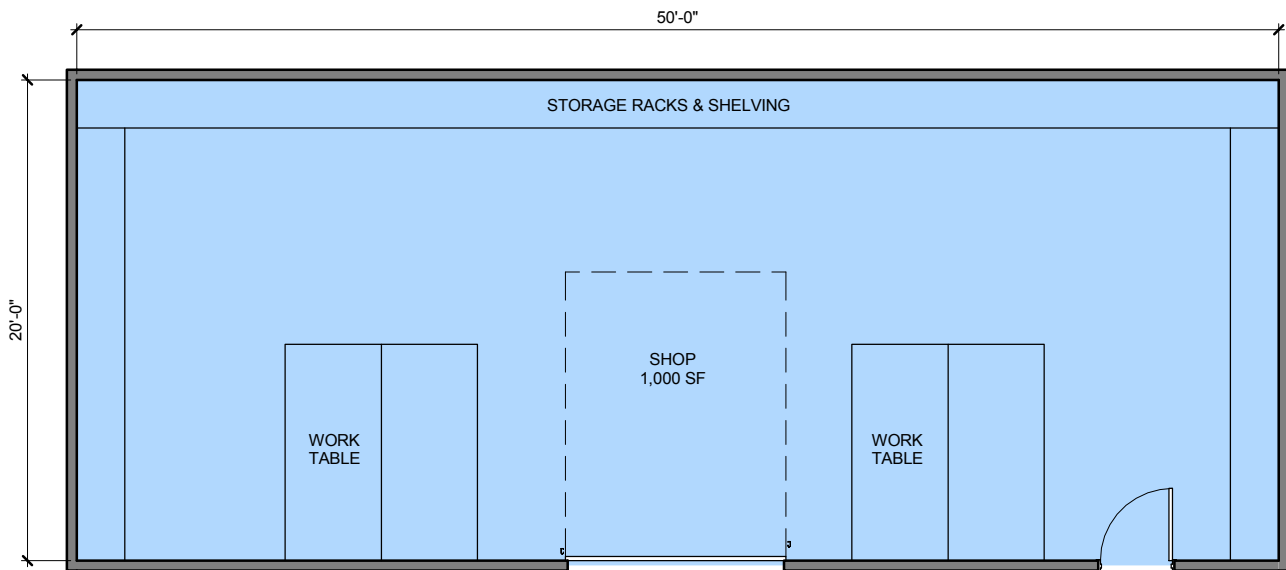 50'-0"
STORAGE RACKS & SHELVING
20'-0"
SHOP
1,000 SF
WORK
TABLE
WORK
TABLE